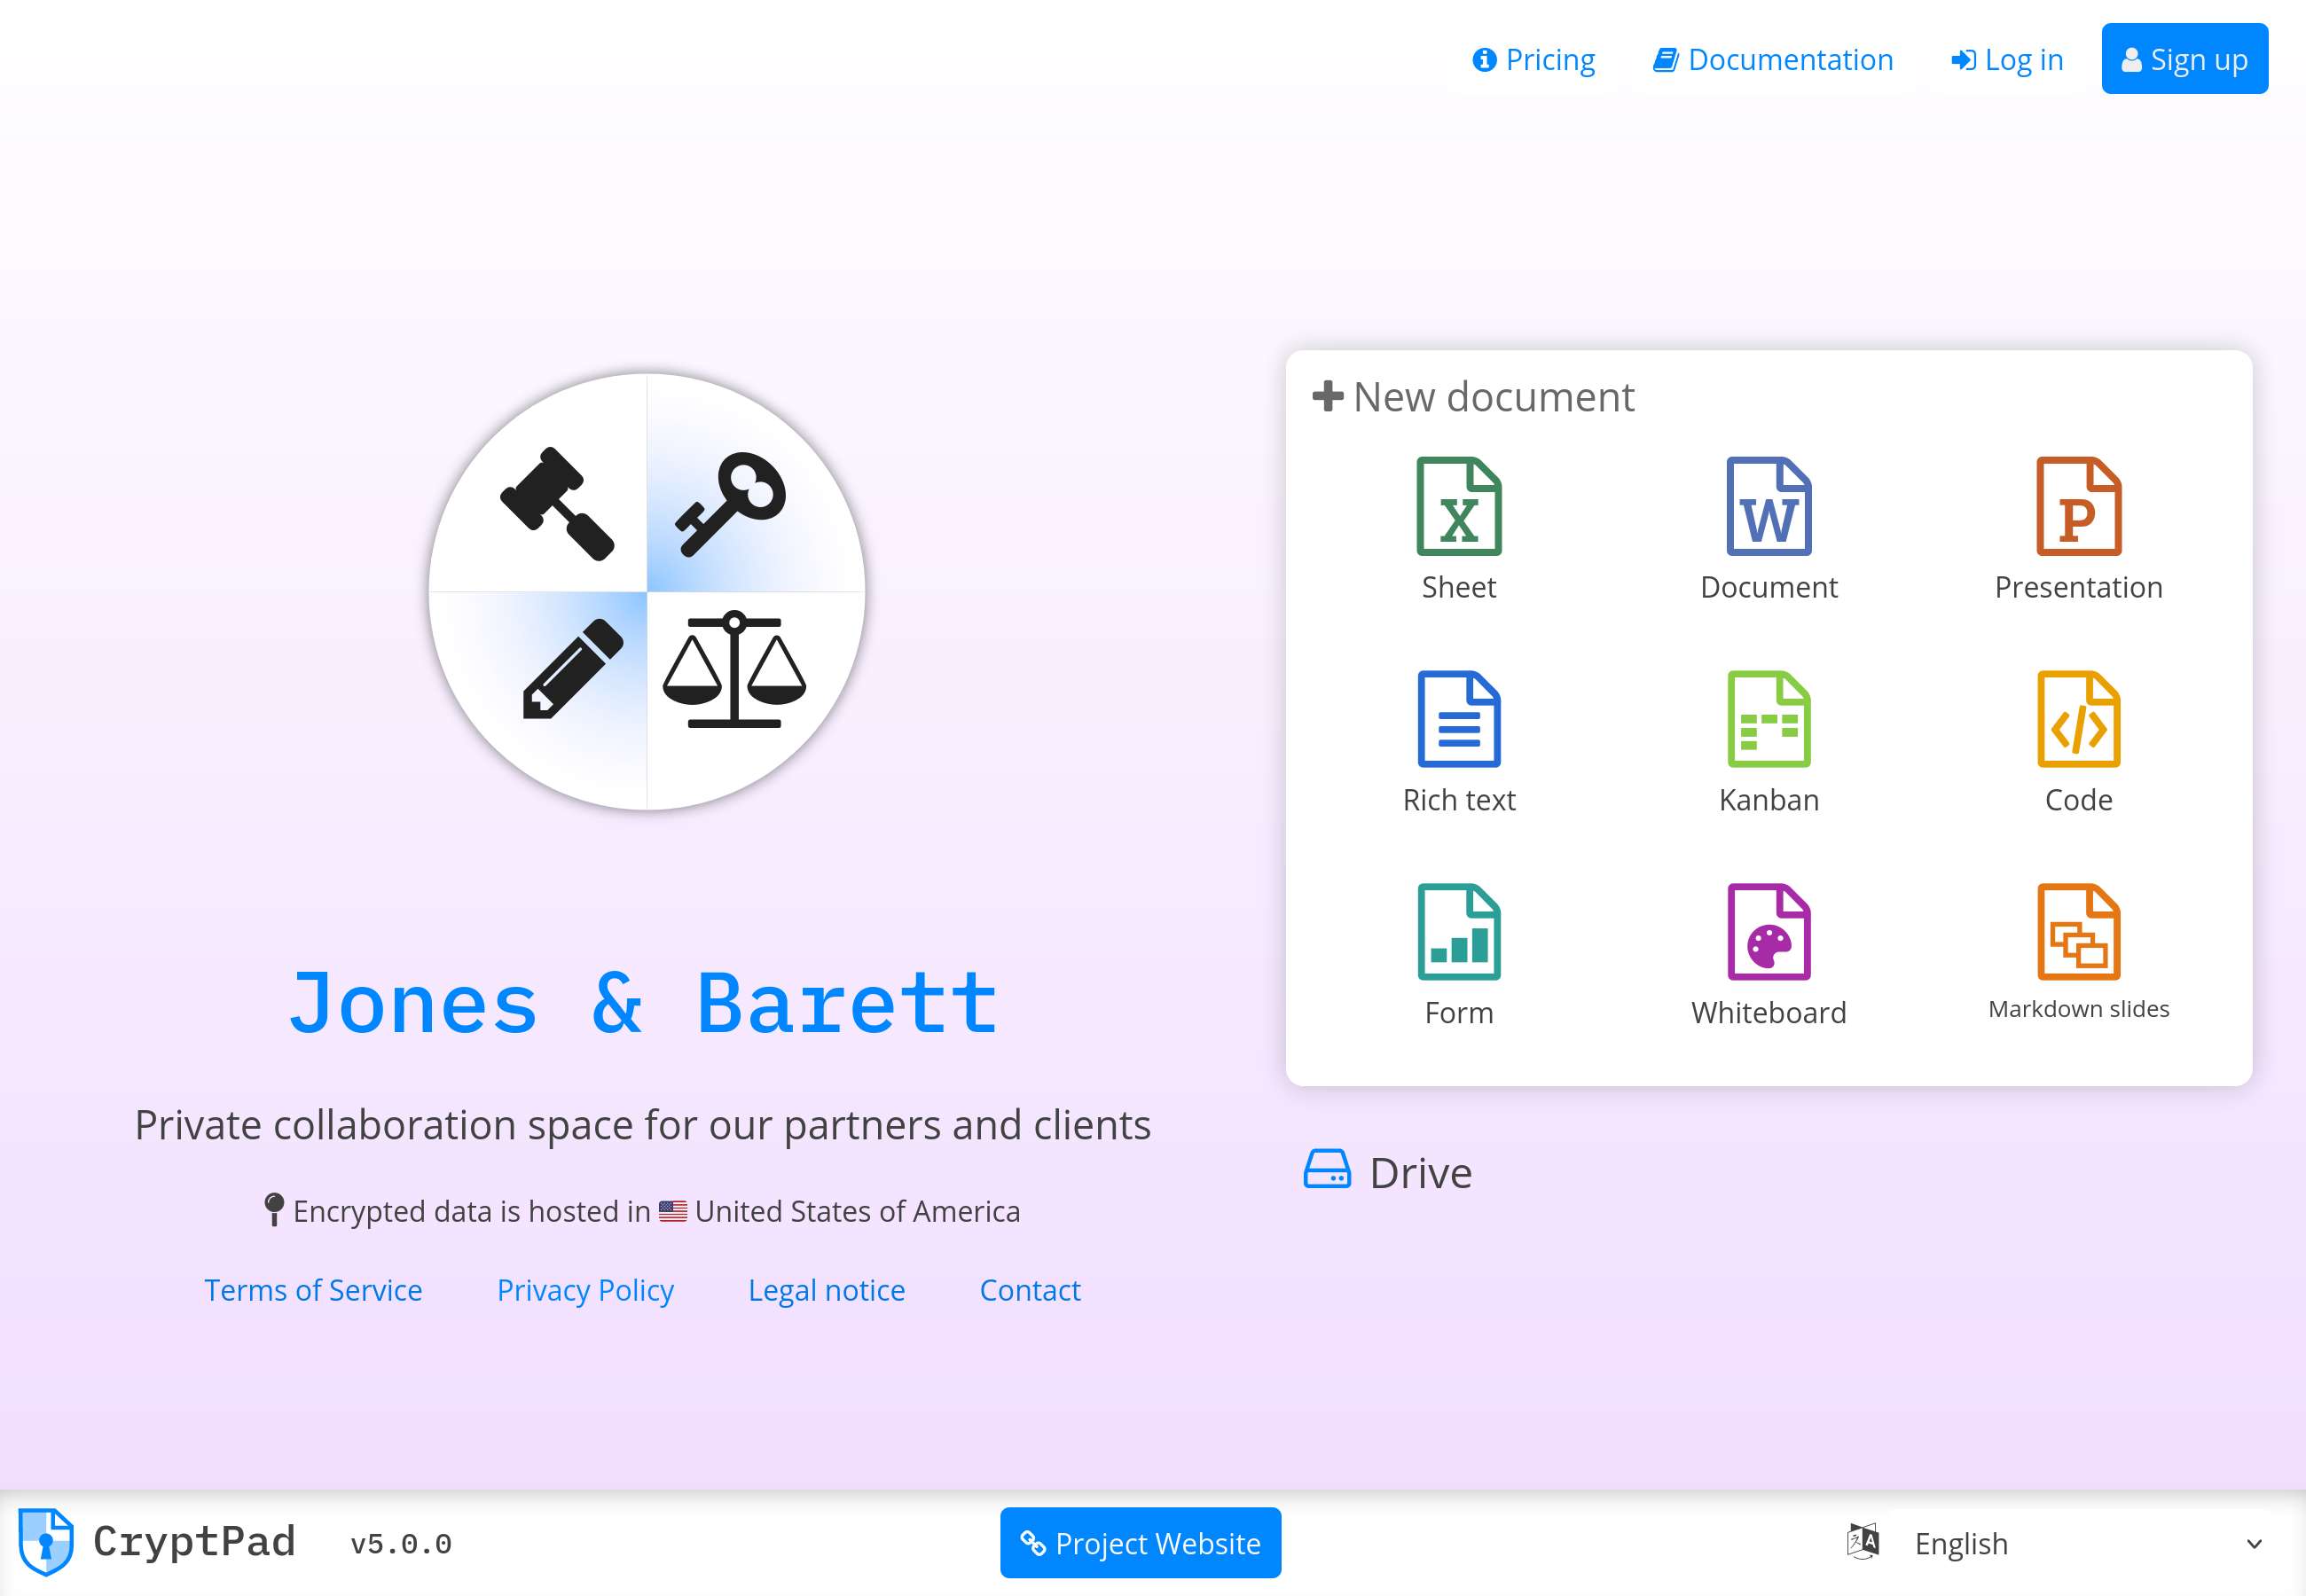 Pricing
Documentation
Log in
Sign up
New document
Sheet
Document
Presentation
Rich text
Kanban
Code
Form
Whiteboard
Markdown slides
Drive
Jones & Barett
Private collaboration space for our partners and clients
Encrypted data is hosted in United States of America
Terms of Service
Privacy Policy
Legal notice
Contact
CryptPad
v5.0.0
Project Website
English